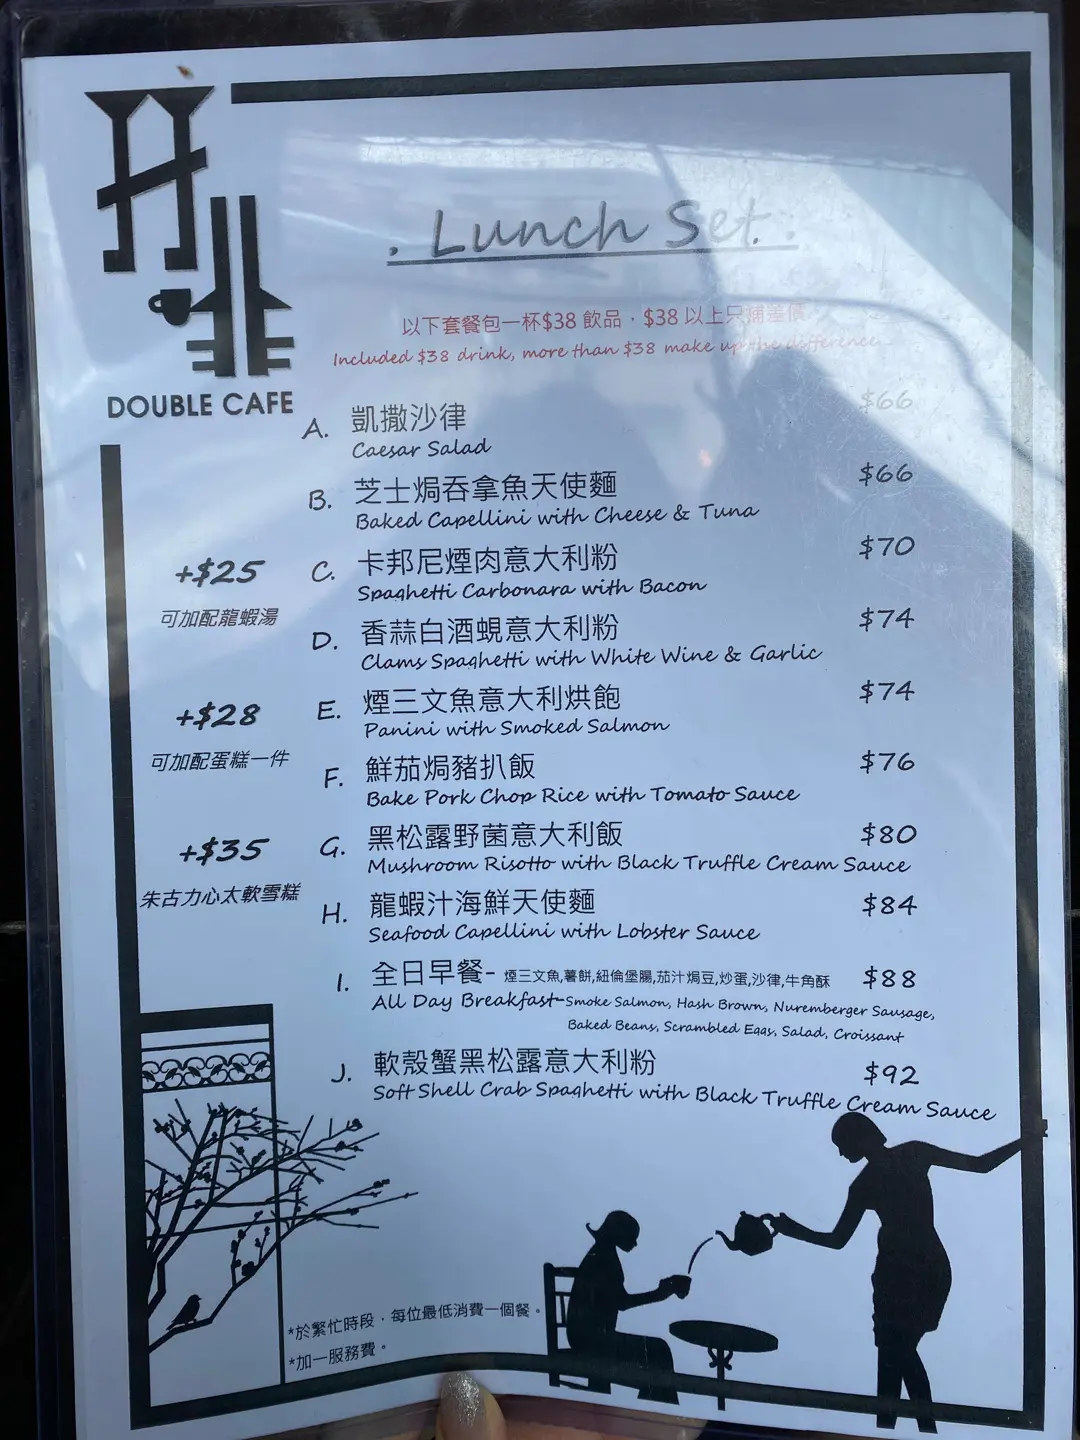 DOUBLE CAFE
Lunch Set
以下套餐包一杯$38 飲品．$38 以上只補差價
Included $38 drink, more than $38 make up the difference
A. 凱撒沙律 $66
Caesar Salad
B. 芝士焗吞拿魚天使麵 $66
Baked Capellini with Cheese & Tuna
C. 卡邦尼煙肉意大利粉 $70
Spaghetti Carbonara with Bacon
D. 香蒜白酒蜆意大利粉 $74
Clams Spaghetti with White Wine & Garlic
E. 煙三文魚意大利烘飽 $74
Panini with Smoked Salmon
F. 鮮茄焗豬扒飯 $76
Bake Pork Chop Rice with Tomato Sauce
G. 黑松露野菌意大利飯 $80
Mushroom Risotto with Black Truffle Cream Sauce
H. 龍蝦汁海鮮天使麵 $84
Seafood Capellini with Lobster Sauce
I. 全日早餐- 煙三文魚,薯餅,紐倫堡腸,茄汁焗豆,炒蛋,沙律,牛角酥 $88
All Day Breakfast-Smoke Salmon, Hash Brown, Nuremberger Sausage,
Baked Beans, Scrambled Eggs, Salad, Croissant
J. 軟殼蟹黑松露意大利粉 $92
Soft Shell Crab Spaghetti with Black Truffle Cream Sauce
+$25
可加配龍蝦湯
+$28
可加配蛋糕一件
+$35
朱古力心太軟雪糕
*於繁忙時段．每位最低消費一個餐。
*加一服務費。